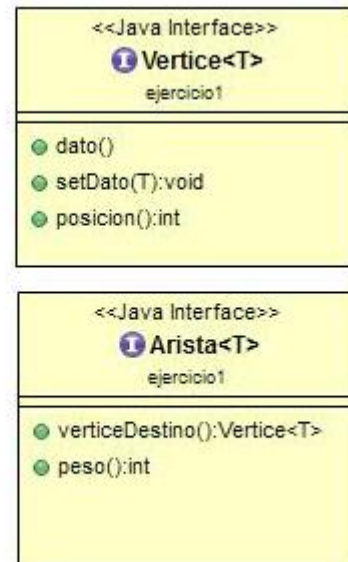 <<Java Interface>>
Vertice<T>
ejercicio1
dato()
setDato(T):void
posicion():int
<<Java Interface>>
Arista<T>
ejercicio1
verticeDestino():Vertice<T>
peso():int